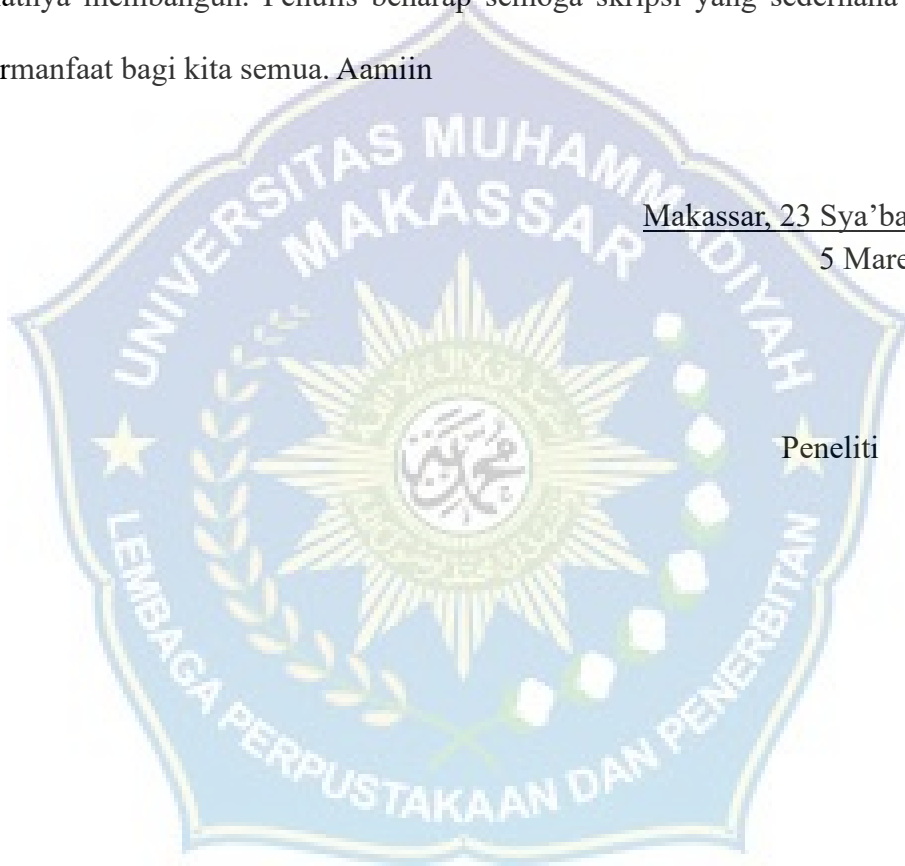 atnya membangun. Penulis beharap semoga skripsi yang sederhana
rmanfaat bagi kita semua. Aamiin
UNIVERSITAS MUHAMMADIYAH
MAKASSAR
Makassar, 23 Sya’ba
5 Mare
Peneliti
LEMBAGA PERPUSTAKAAN DAN PENERBITAN